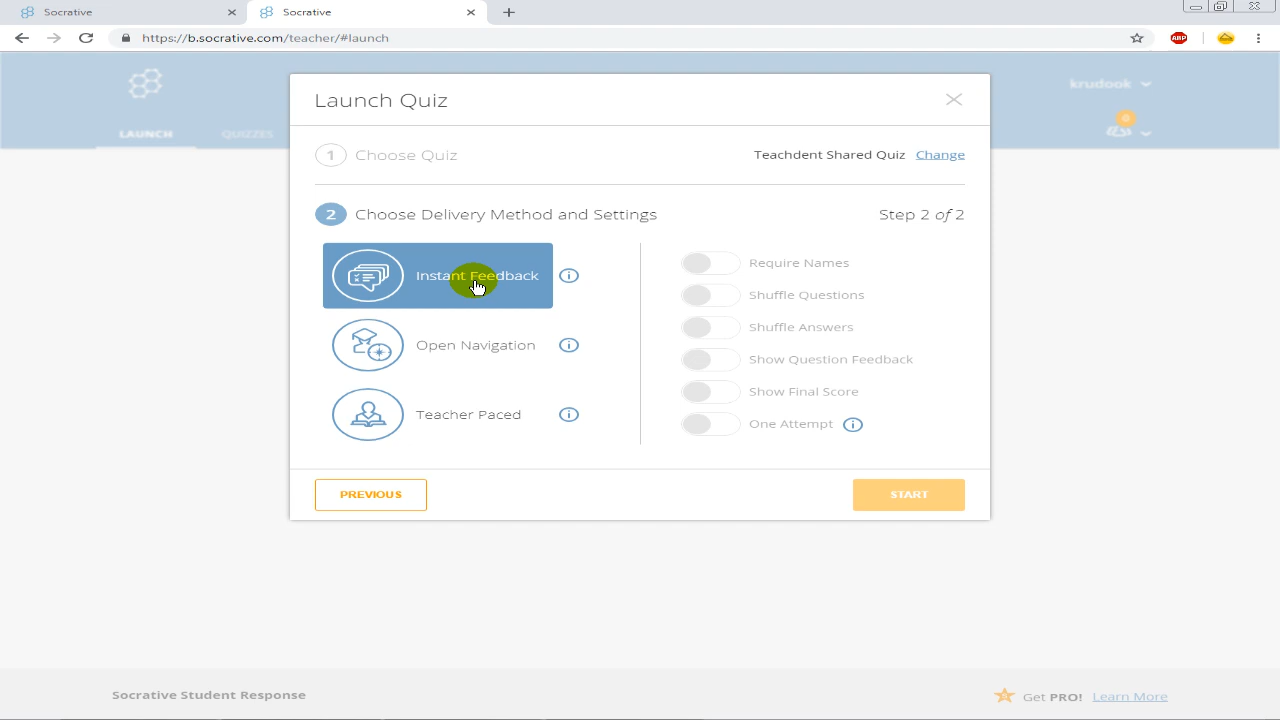 Socrative
Socrative
https://b.socrative.com/teacher/#launch
ABP
krudook
LAUNCH QUIZZES
Launch Quiz
1 Choose Quiz Teachdent Shared Quiz Change
2 Choose Delivery Method and Settings Step 2 of 2
Instant Feedback
Open Navigation
Teacher Paced
Require Names
Shuffle Questions
Shuffle Answers
Show Question Feedback
Show Final Score
One Attempt
PREVIOUS START
Socrative Student Response Get PRO! Learn More